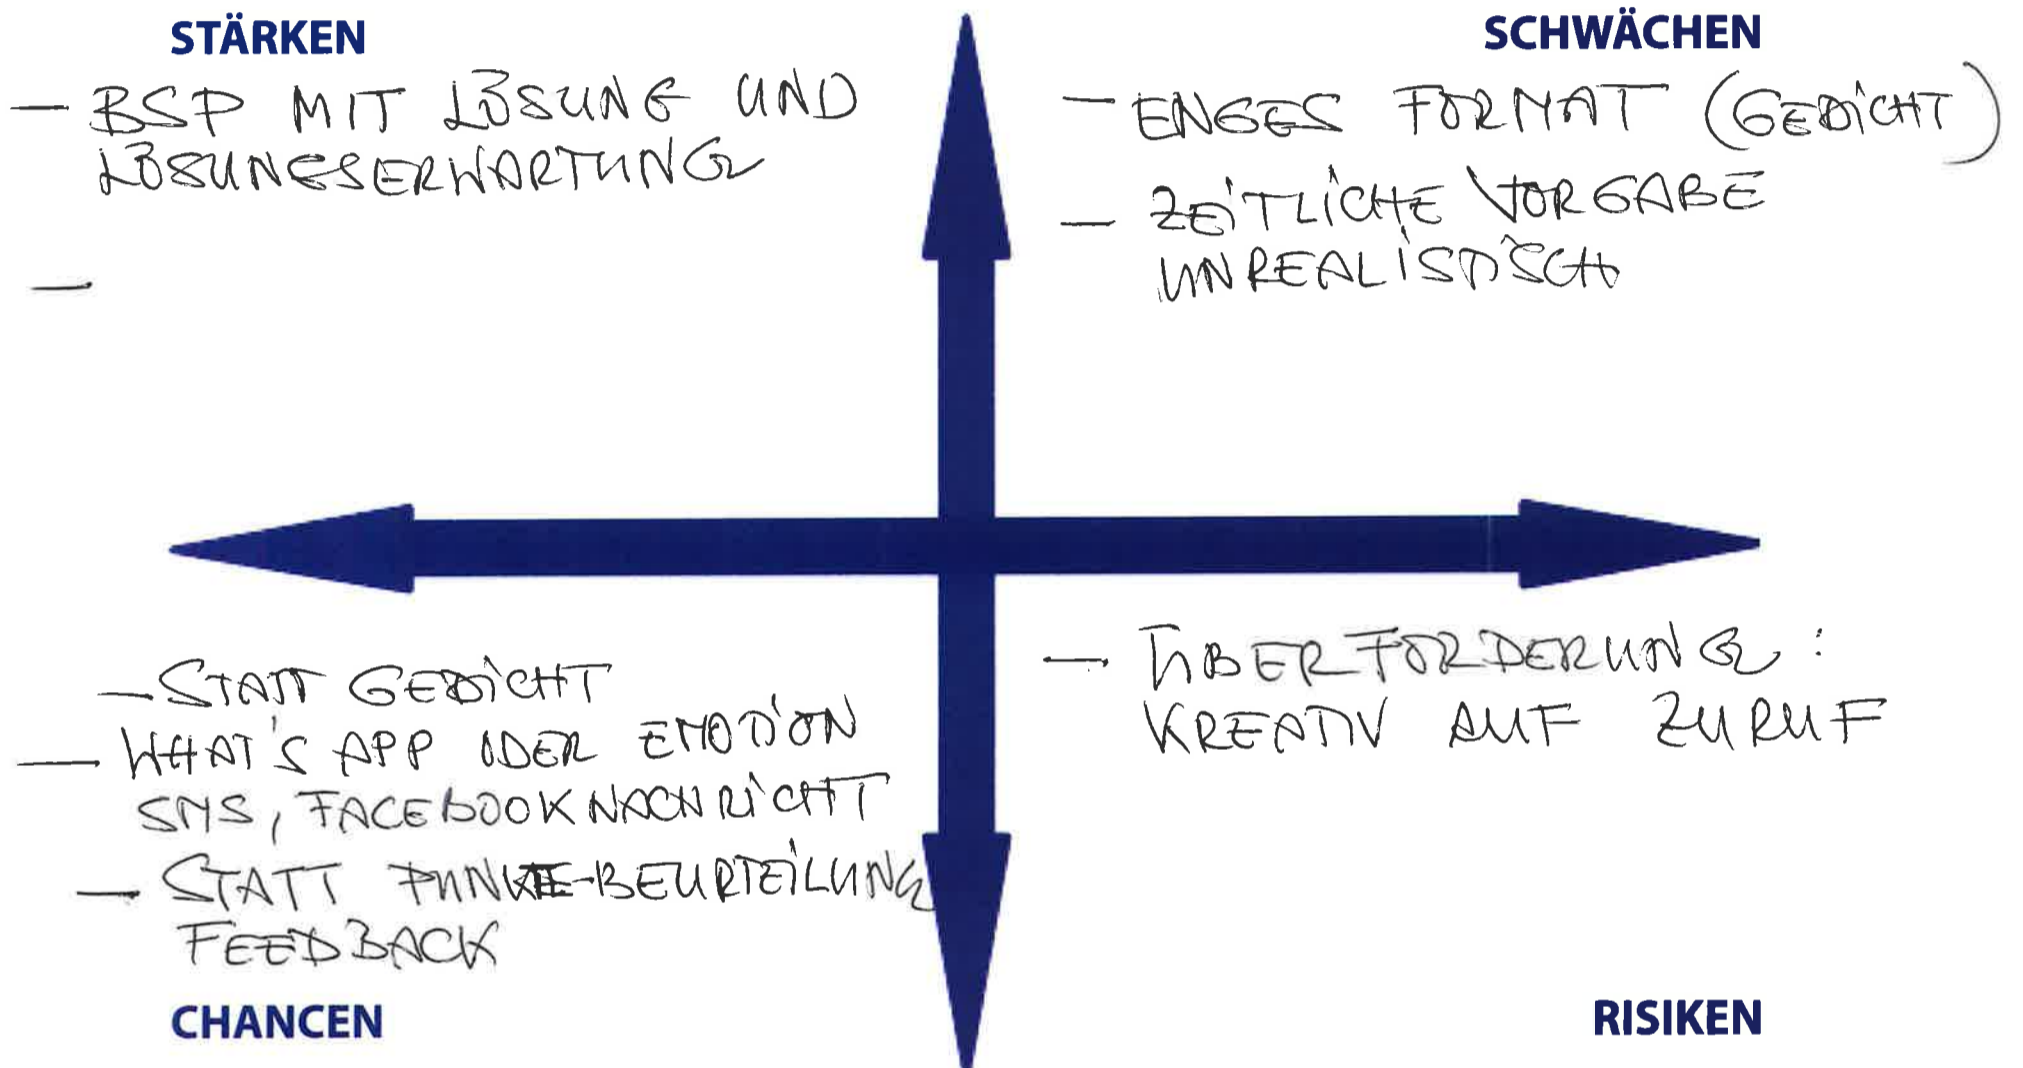 STÄRKEN
— BSP MIT LÖSUNG UND
LÖSUNGSERWARTUNG
—
SCHWÄCHEN
— ENGES FORMAT (GEDICHT)
— ZEITLICHE VORGABE
UNREALISTISCH
— STATT GEDICHT
— WHAT'S APP ODER EMOTION
SMS, FACEBOOKNACHRICHT
— STATT PUNKTE-BEURTEILUNG
FEEDBACK
CHANCEN
— ÜBERFORDERUNG:
KREATIV AUF ZURUF
RISIKEN